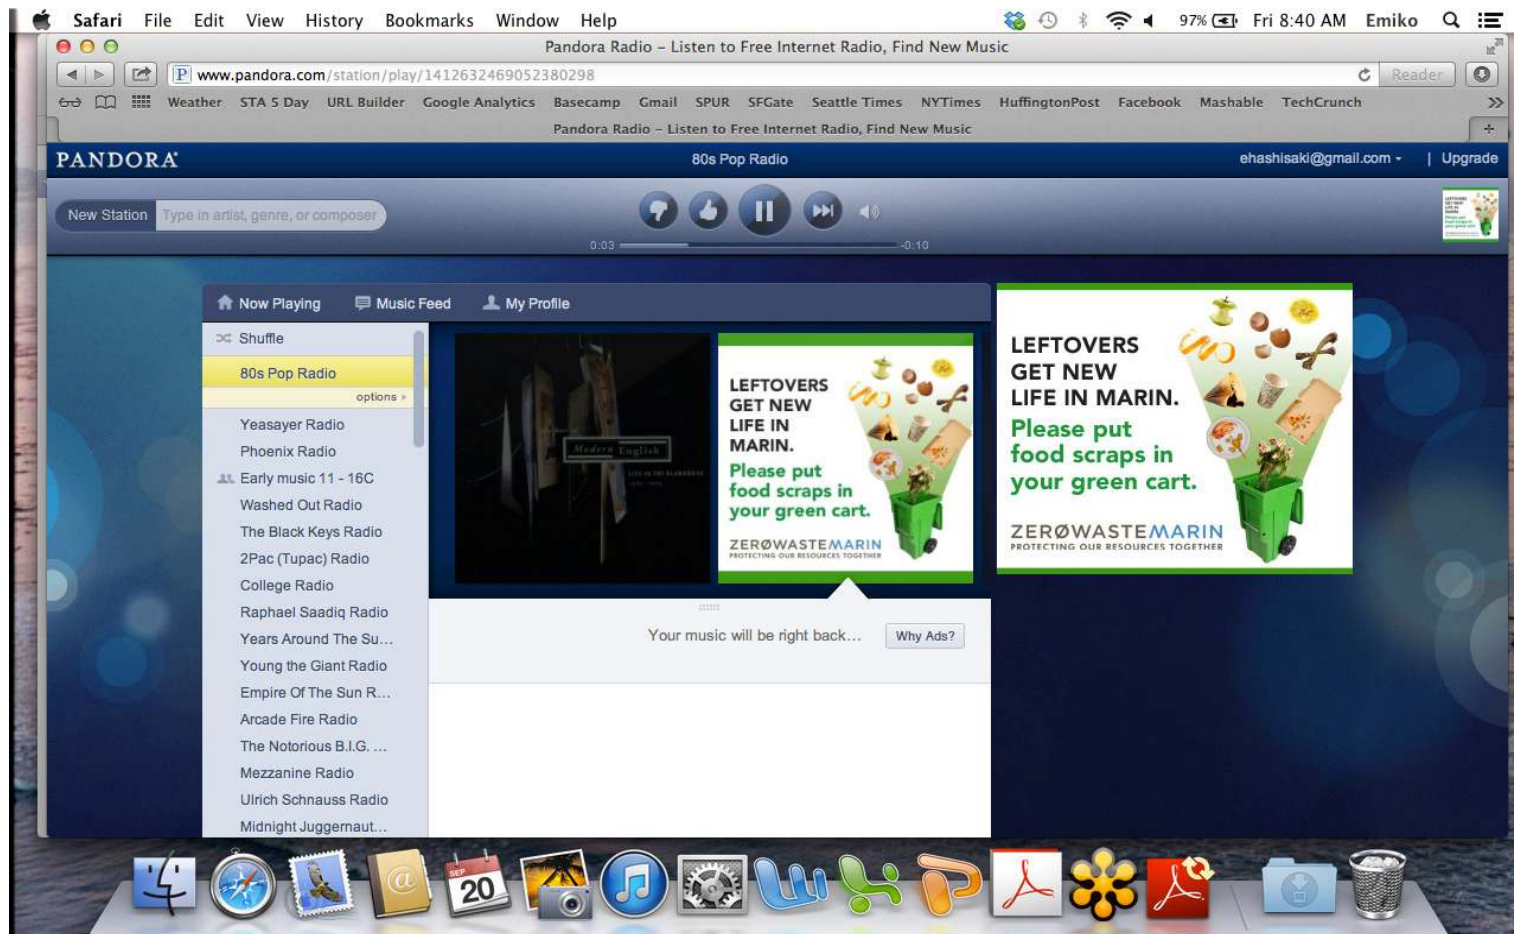 Safari File Edit View History Bookmarks Window Help 97% Fri 8:40 AM Emiko
Pandora Radio – Listen to Free Internet Radio, Find New Music
www.pandora.com/station/play/1412632469052380298 Reader
Weather STA 5 Day URL Builder Google Analytics Basecamp Gmail SPUR SFGate Seattle Times NYTimes HuffingtonPost Facebook Mashable TechCrunch
Pandora Radio – Listen to Free Internet Radio, Find New Music
PANDORA 80s Pop Radio ehashisaki@gmail.com | Upgrade
New Station Type in artist, genre, or composer
0:03 -0:10
Now Playing Music Feed My Profile
Shuffle
80s Pop Radio
options
Yeasayer Radio
Phoenix Radio
Early music 11 - 16C
Washed Out Radio
The Black Keys Radio
2Pac (Tupac) Radio
College Radio
Raphael Saadiq Radio
Years Around The Su...
Young the Giant Radio
Empire Of The Sun R...
Arcade Fire Radio
The Notorious B.I.G. ...
Mezzanine Radio
Ulrich Schnauss Radio
Midnight Juggernaut...
Modern English
LEFTOVERS
GET NEW
LIFE IN
MARIN.
Please put
food scraps in
your green cart.
ZERØWASTEMARIN
PROTECTING OUR RESOURCES TOGETHER
Your music will be right back... Why Ads?
LEFTOVERS
GET NEW
LIFE IN MARIN.
Please put
food scraps in
your green cart.
ZERØWASTEMARIN
PROTECTING OUR RESOURCES TOGETHER
SEP
20